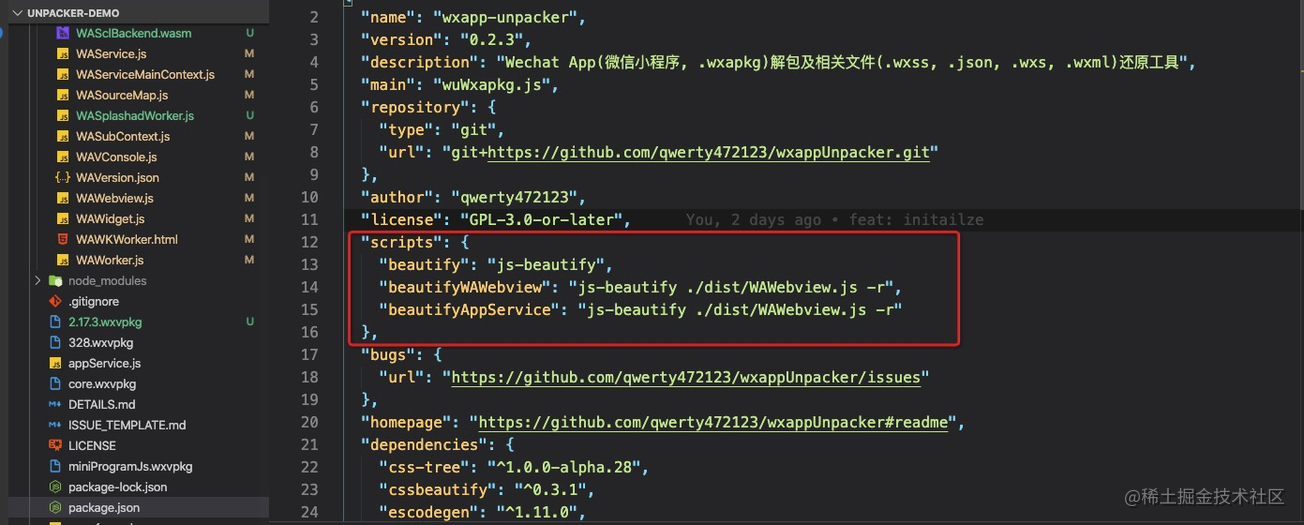 UNPACKER-DEMO
WASclBackend.wasm U
WAService.js M
WAServiceMainContext.js M
WASourceMap.js M
WASplashadWorker.js U
WASubContext.js M
WAVConsole.js M
WAVersion.json M
WAWebview.js M
WAWidget.js M
WAWKWorker.html M
WAWorker.js M
node_modules
.gitignore
2.17.3.wxvpkg U
328.wxvpkg
appService.js
core.wxvpkg
DETAILS.md
ISSUE_TEMPLATE.md
LICENSE
miniProgramJs.wxvpkg
package-lock.json
package.json
2 "name": "wxapp-unpacker",
3 "version": "0.2.3",
4 "description": "Wechat App(微信小程序, .wxapkg)解包及相关文件(.wxss, .json, .wxs, .wxml)还原工具",
5 "main": "wuWxapkg.js",
6 "repository": {
7 "type": "git",
8 "url": "git+https://github.com/qwerty472123/wxappUnpacker.git"
9 },
10 "author": "qwerty472123",
11 "license": "GPL-3.0-or-later", You, 2 days ago • feat: initailze
12 "scripts": {
13 "beautify": "js-beautify",
14 "beautifyWAWebview": "js-beautify ./dist/WAWebview.js -r",
15 "beautifyAppService": "js-beautify ./dist/WAWebview.js -r"
16 },
17 "bugs": {
18 "url": "https://github.com/qwerty472123/wxappUnpacker/issues"
19 },
20 "homepage": "https://github.com/qwerty472123/wxappUnpacker#readme",
21 "dependencies": {
22 "css-tree": "^1.0.0-alpha.28",
23 "cssbeautify": "^0.3.1",
24 "escodegen": "^1.11.0",
@稀土掘金技术社区